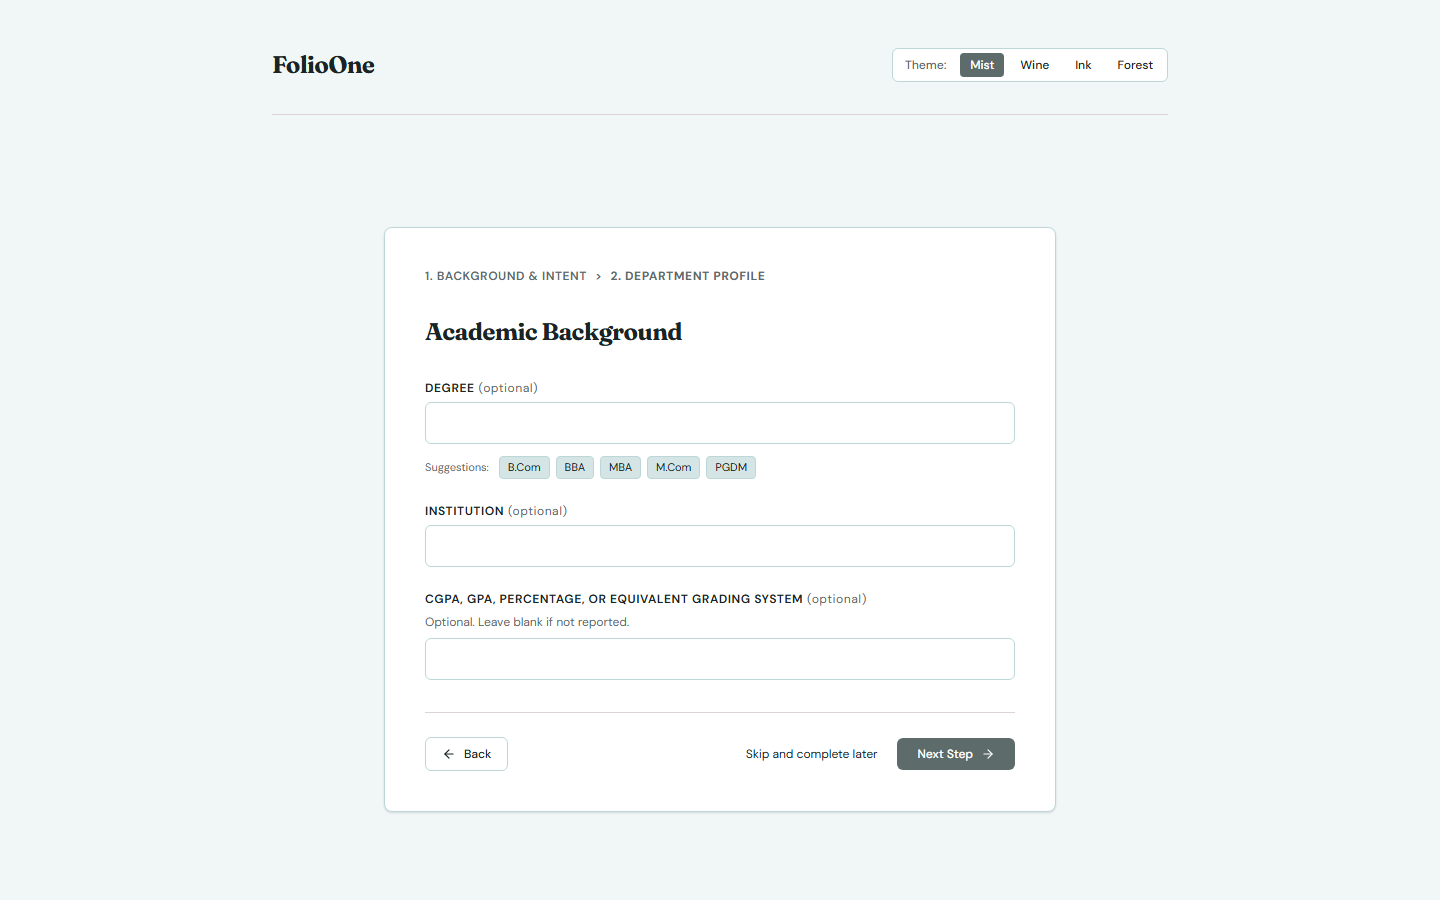 FolioOne
Theme: Mist Wine Ink Forest
1. BACKGROUND & INTENT > 2. DEPARTMENT PROFILE
Academic Background
DEGREE (optional)
Suggestions: B.Com BBA MBA M.Com PGDM
INSTITUTION (optional)
CGPA, GPA, PERCENTAGE, OR EQUIVALENT GRADING SYSTEM (optional)
Optional. Leave blank if not reported.
← Back Skip and complete later Next Step →